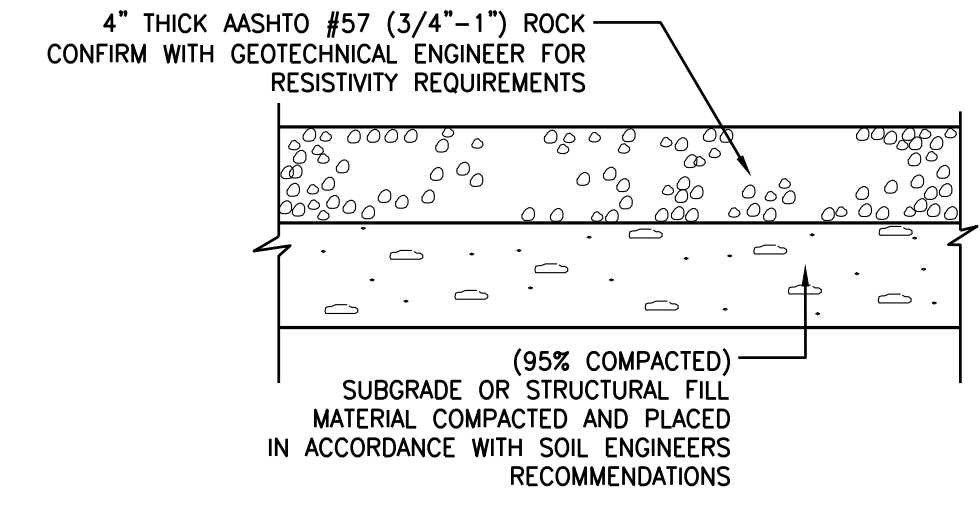 4” THICK AASHTO #57 (3/4”-1”) ROCK
CONFIRM WITH GEOTECHNICAL ENGINEER FOR
RESISTIVITY REQUIREMENTS
(95% COMPACTED)
SUBGRADE OR STRUCTURAL FILL
MATERIAL COMPACTED AND PLACED
IN ACCORDANCE WITH SOIL ENGINEERS
RECOMMENDATIONS